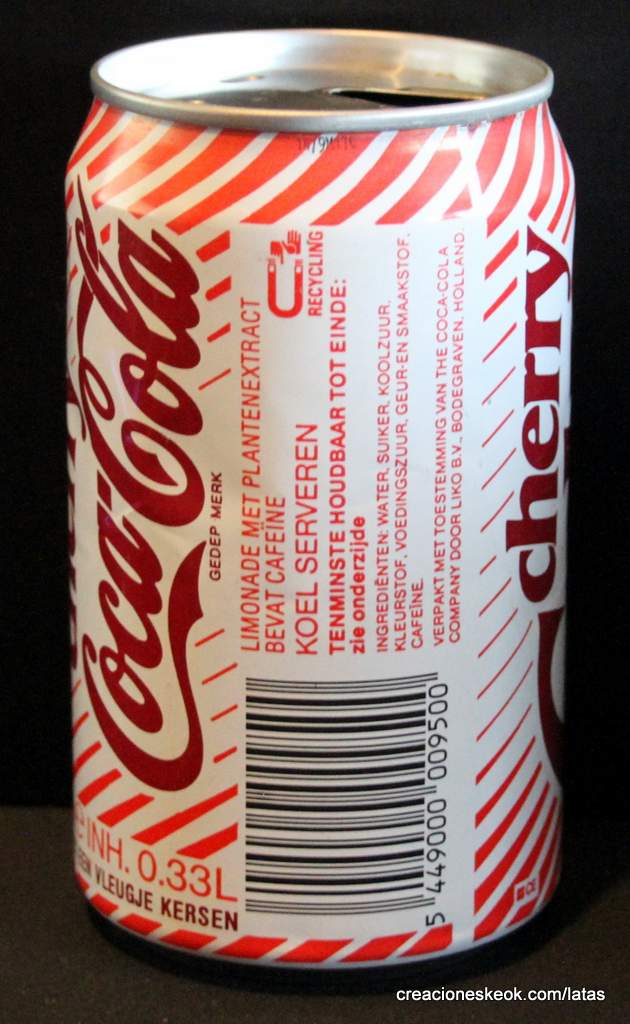 Coca-Cola
GEDEP MERK
INH. 0.33L
EEN VLEUGJE KERSEN
RECYCLING
LIMONADE MET PLANTENEXTRACT
BEVAT CAFEÏNE
KOEL SERVEREN
TENMINSTE HOUDBAAR TOT EINDE:
zie onderzijde
INGREDIËNTEN: WATER, SUIKER, KOOLZUUR,
KLEURSTOF, VOEDINGSZUUR, GEUR-EN SMAAKSTOF,
CAFEÏNE.
VERPAKT MET TOESTEMMING VAN THE COCA-COLA
COMPANY DOOR LIKO B.V., BODEGRAVEN, HOLLAND.
5 449000 009500
cherry
creacioneskeok.com/latas